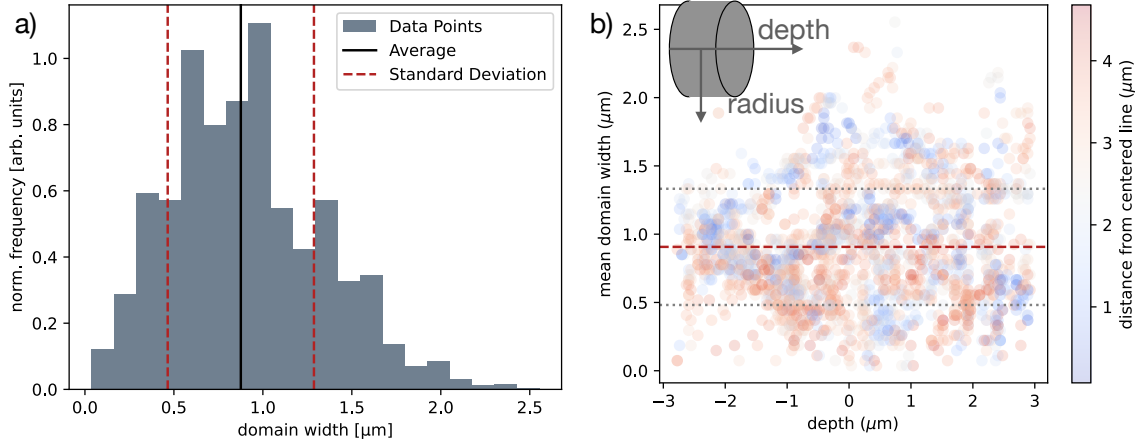 a)
Data Points
Average
Standard Deviation
norm. frequency [arb. units]
1.0
0.8
0.6
0.4
0.2
0.0
0.0 0.5 1.0 1.5 2.0 2.5
domain width [μm]
b)
depth
radius
mean domain width (μm)
2.5
2.0
1.5
1.0
0.5
0.0
−3 −2 −1 0 1 2 3
depth (μm)
4
3
2
1
distance from centered line (μm)